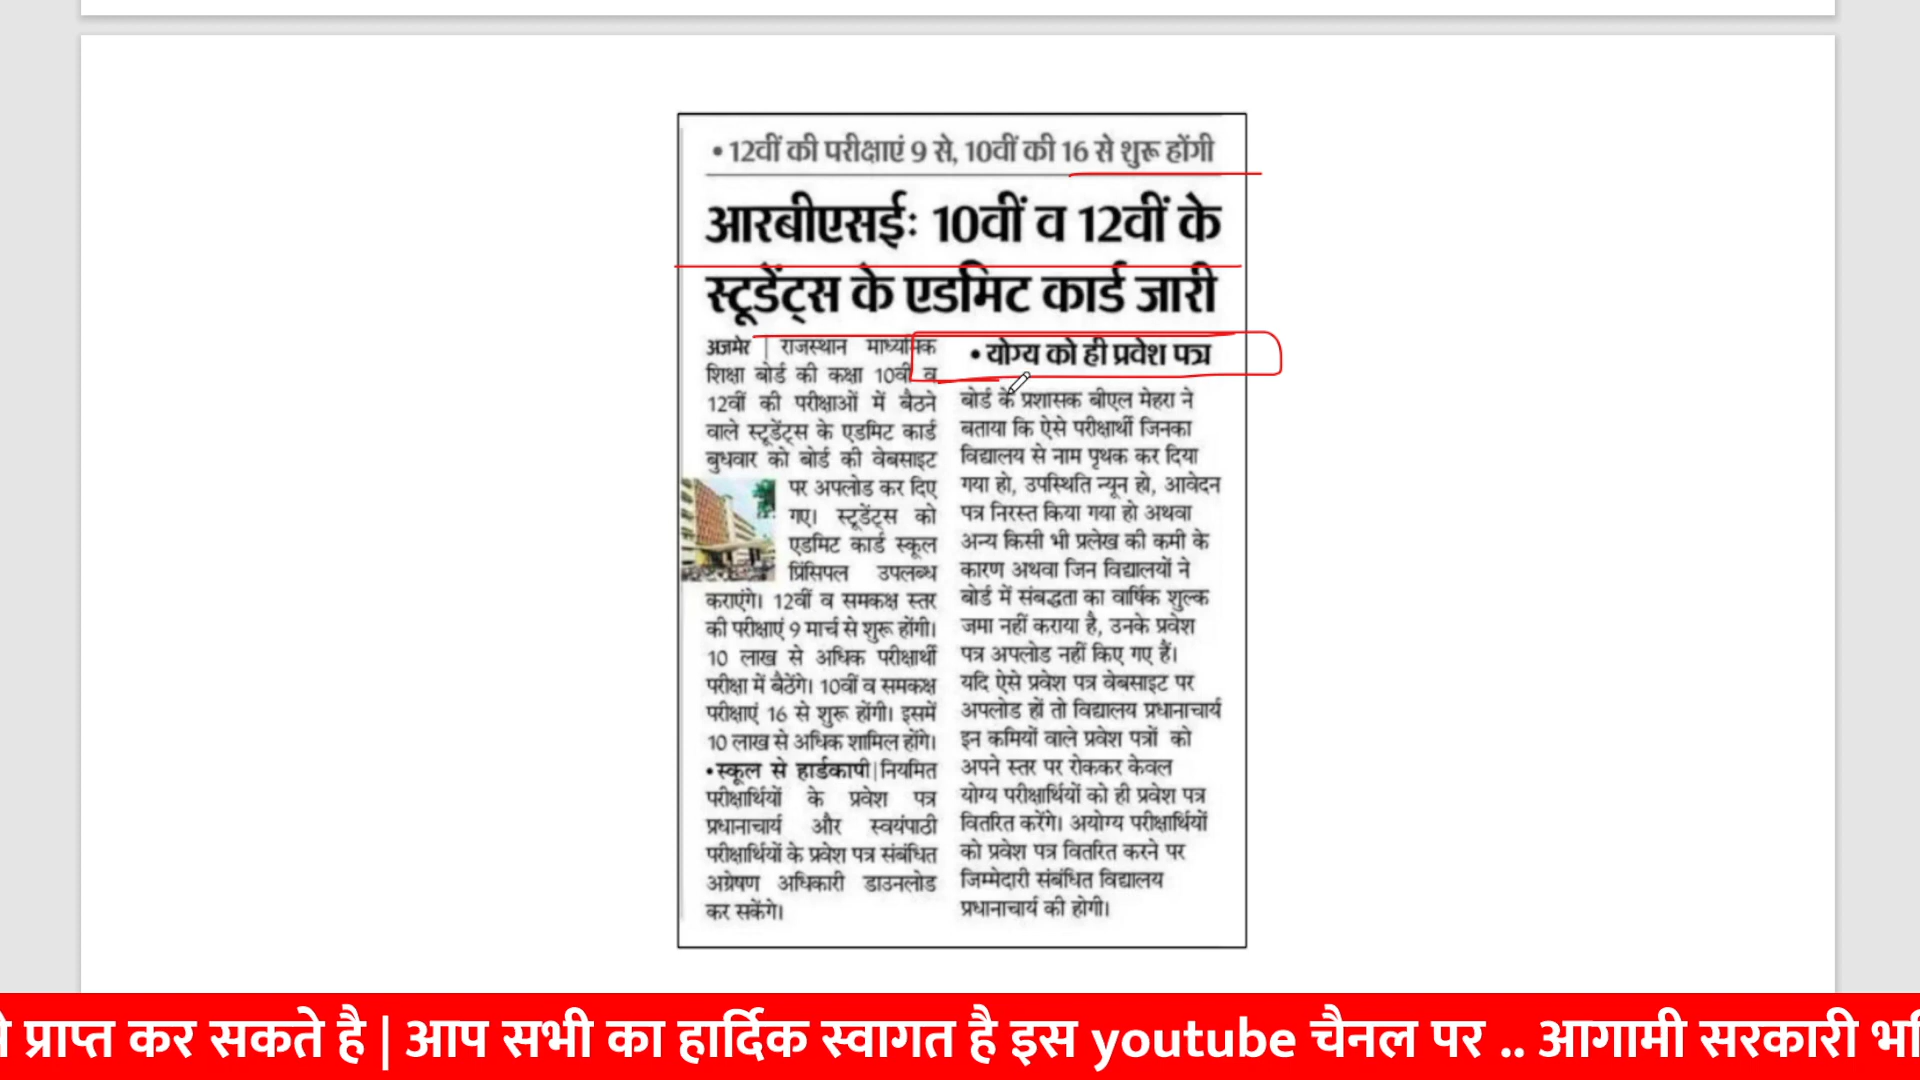 • 12वीं की परीक्षाएं 9 से, 10वीं की 16 से शुरू होंगी
आरबीएसईः 10वीं व 12वीं के
स्टूडेंट्स के एडमिट कार्ड जारी
अजमेर | राजस्थान माध्यमिक
शिक्षा बोर्ड की कक्षा 10वीं व
12वीं की परीक्षाओं में बैठने
वाले स्टूडेंट्स के एडमिट कार्ड
बुधवार को बोर्ड की वेबसाइट
पर अपलोड कर दिए
गए। स्टूडेंट्स को
एडमिट कार्ड स्कूल
प्रिंसिपल उपलब्ध
कराएंगे। 12वीं व समकक्ष स्तर
की परीक्षाएं 9 मार्च से शुरू होंगी।
10 लाख से अधिक परीक्षार्थी
परीक्षा में बैठेंगे। 10वीं व समकक्ष
परीक्षाएं 16 से शुरू होंगी। इसमें
10 लाख से अधिक शामिल होंगे।
•स्कूल से हार्डकापी|नियमित
परीक्षार्थियों के प्रवेश पत्र
प्रधानाचार्य और स्वयंपाठी
परीक्षार्थियों के प्रवेश पत्र संबंधित
अग्रेषण अधिकारी डाउनलोड
कर सकेंगे।
• योग्य को ही प्रवेश पत्र
बोर्ड के प्रशासक बीएल मेहरा ने
बताया कि ऐसे परीक्षार्थी जिनका
विद्यालय से नाम पृथक कर दिया
गया हो, उपस्थिति न्यून हो, आवेदन
पत्र निरस्त किया गया हो अथवा
अन्य किसी भी प्रलेख की कमी के
कारण अथवा जिन विद्यालयों ने
बोर्ड में संबद्धता का वार्षिक शुल्क
जमा नहीं कराया है, उनके प्रवेश
पत्र अपलोड नहीं किए गए हैं।
यदि ऐसे प्रवेश पत्र वेबसाइट पर
अपलोड हों तो विद्यालय प्रधानाचार्य
इन कमियों वाले प्रवेश पत्रों को
अपने स्तर पर रोककर केवल
योग्य परीक्षार्थियों को ही प्रवेश पत्र
वितरित करेंगे। अयोग्य परीक्षार्थियों
को प्रवेश पत्र वितरित करने पर
जिम्मेदारी संबंधित विद्यालय
प्रधानाचार्य की होगी।
प्राप्त कर सकते है | आप सभी का हार्दिक स्वागत है इस youtube चैनल पर .. आगामी सरकारी